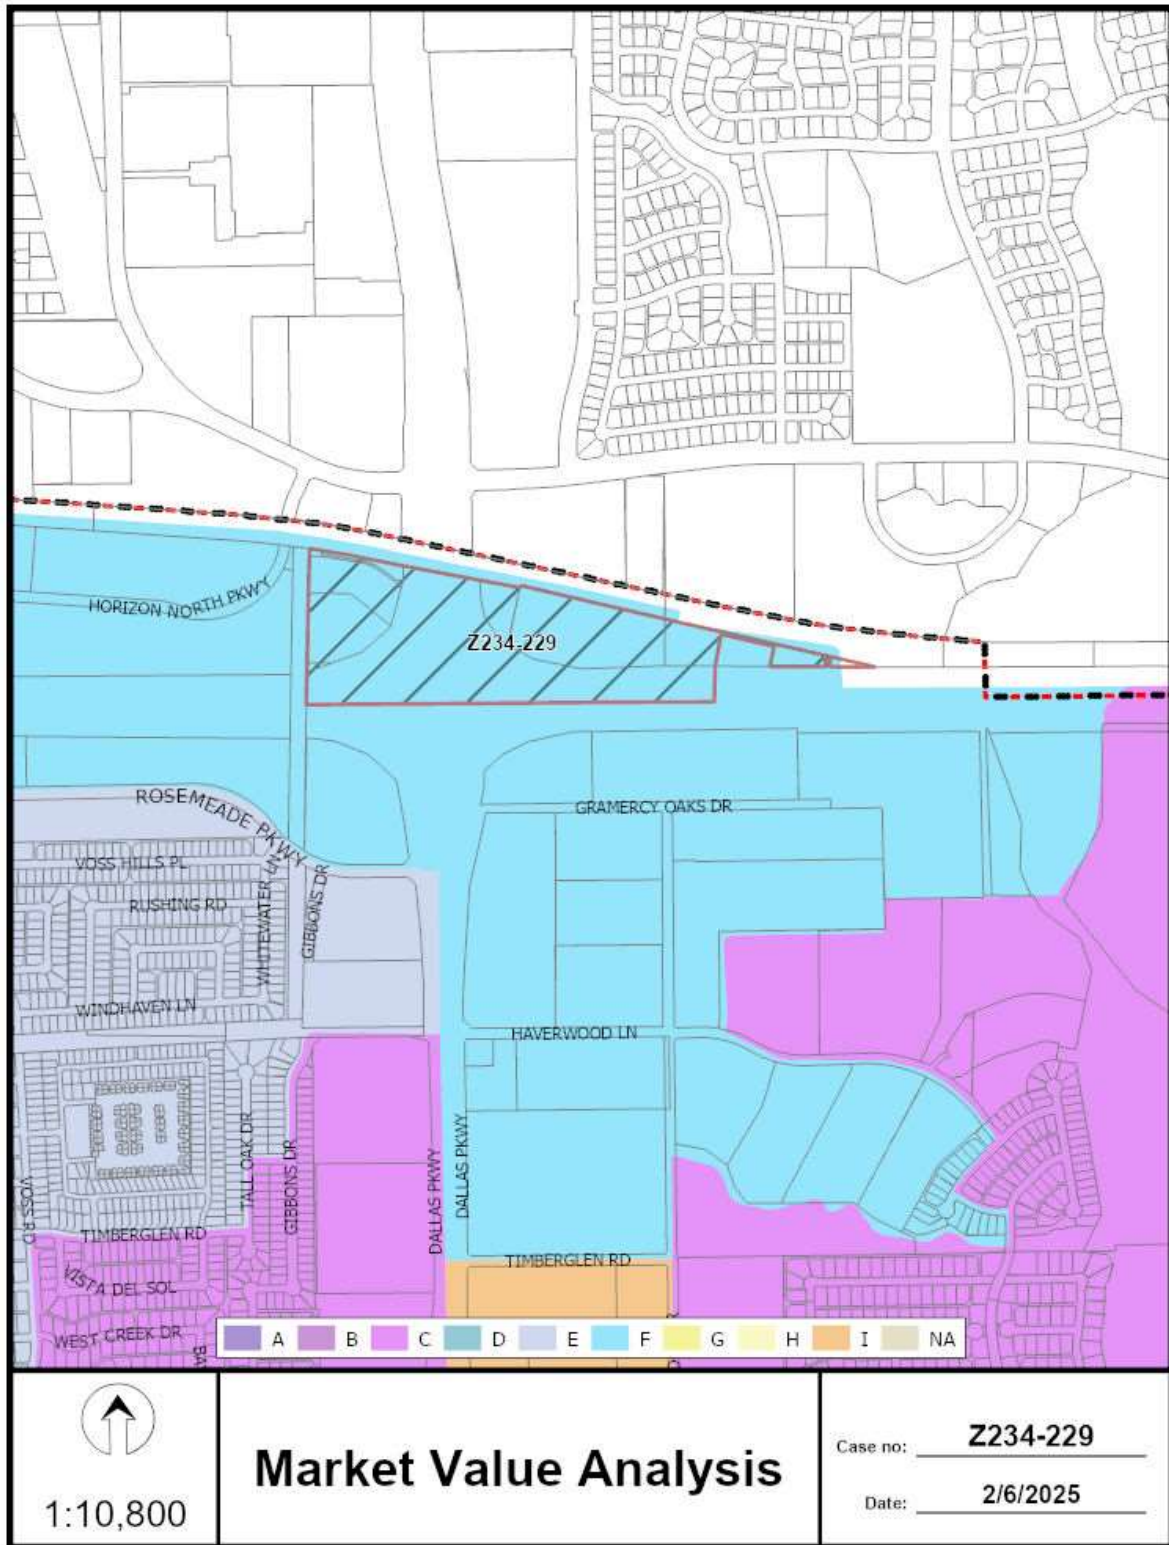 HORIZON NORTH PKWY
Z234-229
ROSEMEADE PKWY
GRAMERCY OAKS DR
VOSS HILLS PL
WHITEWATER LN
GIBBONS DR
RUSHING RD
WINDHAVEN LN
HAVERWOOD LN
TALL OAK DR
GIBBONS DR
DALLAS PKWY
DALLAS PKWY
VOSS RD
TIMBERGLEN RD
TIMBERGLEN RD
VISTA DEL SOL
WEST CREEK DR
BA
A B C D E F G H I NA
1:10,800
Market Value Analysis
Case no: Z234-229
Date: 2/6/2025